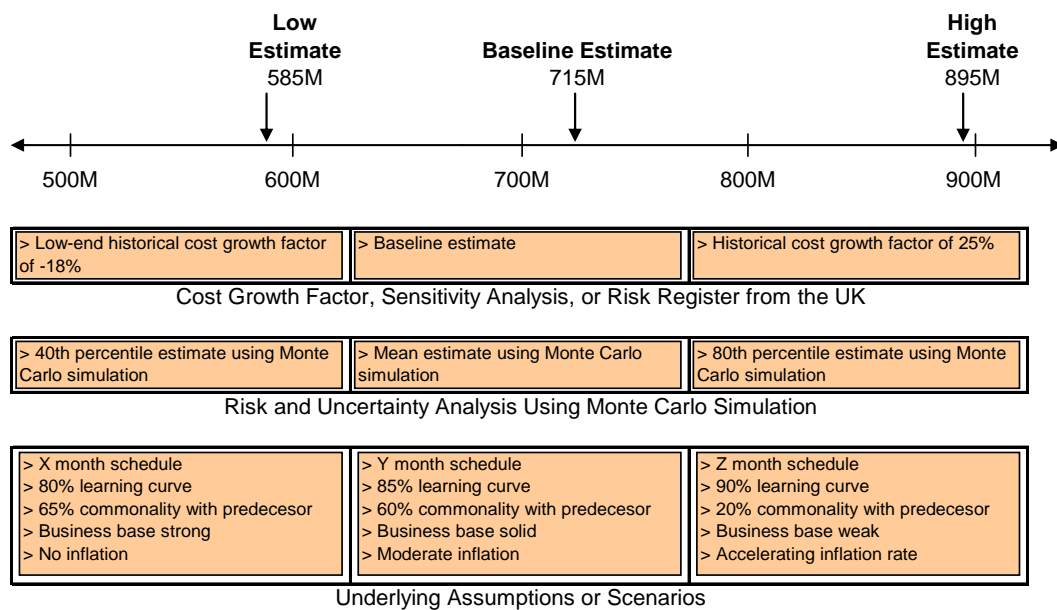 Low
Estimate
585M
Baseline Estimate
715M
High
Estimate
895M
500M
600M
700M
800M
900M
> Low-end historical cost growth factor
of -18%
> Baseline estimate
> Historical cost growth factor of 25%
Cost Growth Factor, Sensitivity Analysis, or Risk Register from the UK
> 40th percentile estimate using Monte
Carlo simulation
> Mean estimate using Monte Carlo
simulation
> 80th percentile estimate using Monte
Carlo simulation
Risk and Uncertainty Analysis Using Monte Carlo Simulation
> X month schedule
> 80% learning curve
> 65% commonality with predecesor
> Business base strong
> No inflation
> Y month schedule
> 85% learning curve
> 60% commonality with predecesor
> Business base solid
> Moderate inflation
> Z month schedule
> 90% learning curve
> 20% commonality with predecesor
> Business base weak
> Accelerating inflation rate
Underlying Assumptions or Scenarios